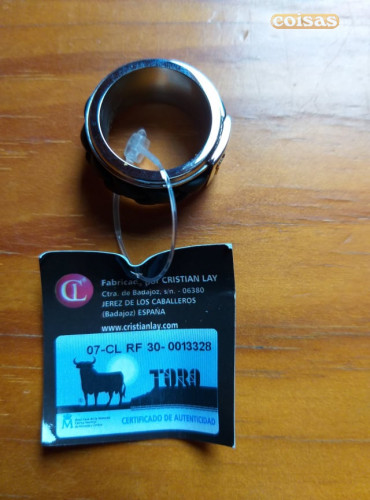 coisas
CL
Fabricado por CRISTIAN LAY
Ctra. de Badajoz, s/n. - 06380
JEREZ DE LOS CABALLEROS
(Badajoz) ESPAÑA
www.cristianlay.com
07-CL RF 30- 0013328
TORO
CERTIFICADO DE AUTENTICIDAD